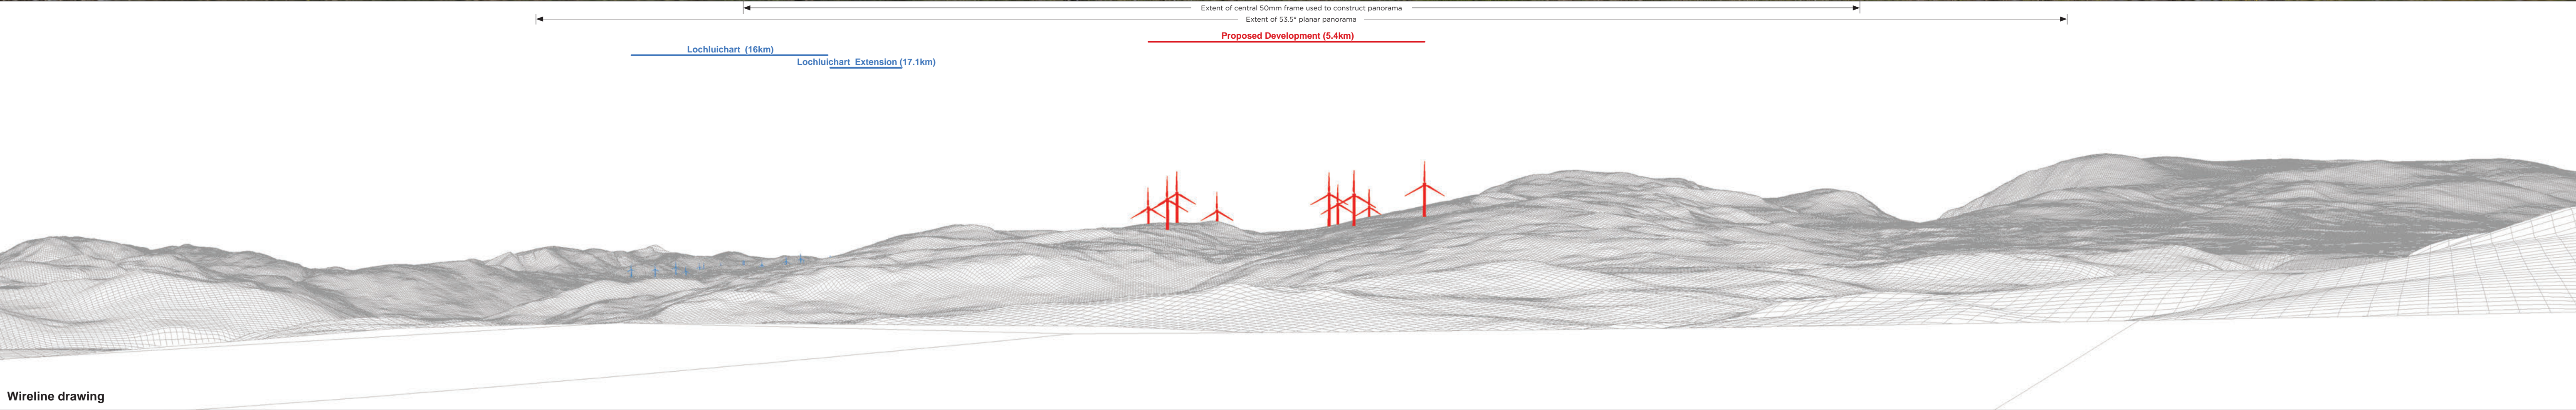 Extent of central 50mm frame used to construct panorama
Extent of 53.5° planar panorama
Proposed Development (5.4km)
Lochluichart (16km)
Lochluichart Extension (17.1km)
Wireline drawing